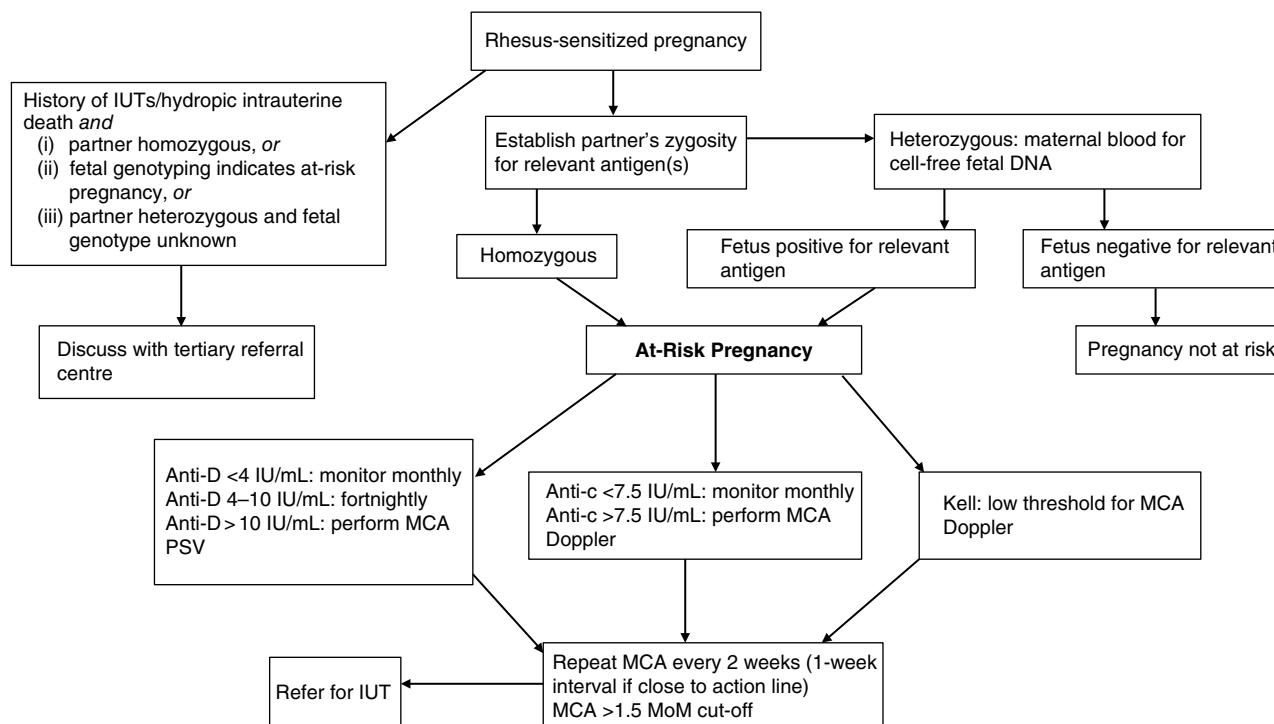 Rhesus-sensitized pregnancy
History of IUTs/hydropic intrauterine
death and
(i) partner homozygous, or
(ii) fetal genotyping indicates at-risk
pregnancy, or
(iii) partner heterozygous and fetal
genotype unknown
Establish partner's zygosity
for relevant antigen(s)
Heterozygous: maternal blood for
cell-free fetal DNA
Homozygous
Fetus positive for relevant
antigen
Fetus negative for relevant
antigen
Discuss with tertiary referral
centre
At-Risk Pregnancy
Pregnancy not at risk
Anti-D <4 IU/mL: monitor monthly
Anti-D 4–10 IU/mL: fortnightly
Anti-D > 10 IU/mL: perform MCA
PSV
Anti-c <7.5 IU/mL: monitor monthly
Anti-c >7.5 IU/mL: perform MCA
Doppler
Kell: low threshold for MCA
Doppler
Refer for IUT
Repeat MCA every 2 weeks (1-week
interval if close to action line)
MCA >1.5 MoM cut-off